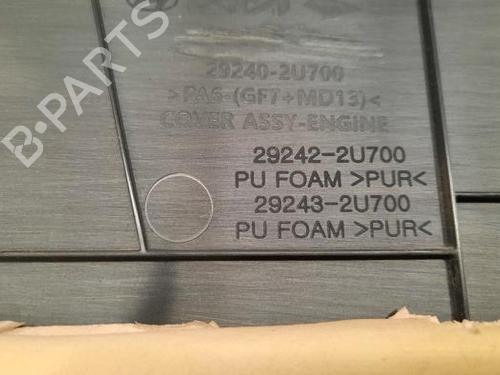 29240-2U700
>PA6-(GF7+MD13)<
COVER ASSY-ENGINE
29242-2U700
PU FOAM >PUR<
29243-2U700
PU FOAM >PUR<
B-PARTS